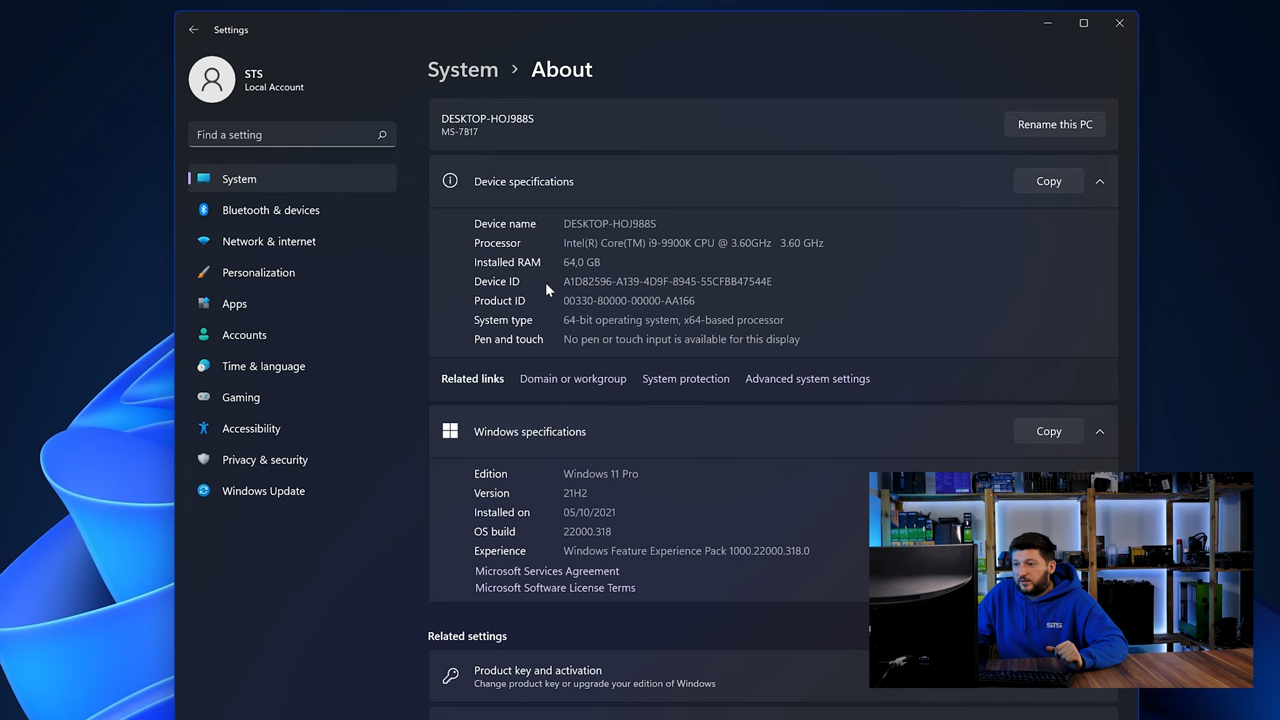 Settings
STS
Local Account
Find a setting
System
Bluetooth & devices
Network & internet
Personalization
Apps
Accounts
Time & language
Gaming
Accessibility
Privacy & security
Windows Update
System > About
DESKTOP-HOJ988S
MS-7B17
Rename this PC
Device specifications
Copy
Device name DESKTOP-HOJ988S
Processor Intel(R) Core(TM) i9-9900K CPU @ 3.60GHz 3.60 GHz
Installed RAM 64,0 GB
Device ID A1D82596-A139-4D9F-8945-55CFBB47544E
Product ID 00330-80000-00000-AA166
System type 64-bit operating system, x64-based processor
Pen and touch No pen or touch input is available for this display
Related links Domain or workgroup System protection Advanced system settings
Windows specifications
Copy
Edition Windows 11 Pro
Version 21H2
Installed on 05/10/2021
OS build 22000.318
Experience Windows Feature Experience Pack 1000.22000.318.0
Microsoft Services Agreement
Microsoft Software License Terms
Related settings
Product key and activation
Change product key or upgrade your edition of Windows
STS